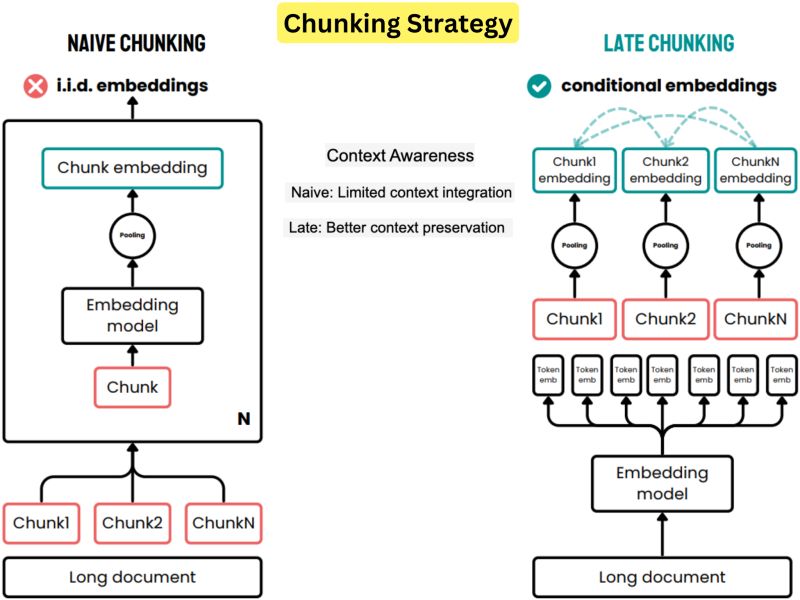 Chunking Strategy
NAIVE CHUNKING
i.i.d. embeddings
Chunk embedding
Pooling
Embedding
model
Chunk
N
Chunk1
Chunk2
ChunkN
Long document
Context Awareness
Naive: Limited context integration
Late: Better context preservation
LATE CHUNKING
conditional embeddings
Chunk1
embedding
Chunk2
embedding
ChunkN
embedding
Pooling
Pooling
Pooling
Chunk1
Chunk2
ChunkN
Token
emb
Token
emb
Token
emb
Token
emb
Token
emb
Token
emb
Token
emb
Embedding
model
Long document